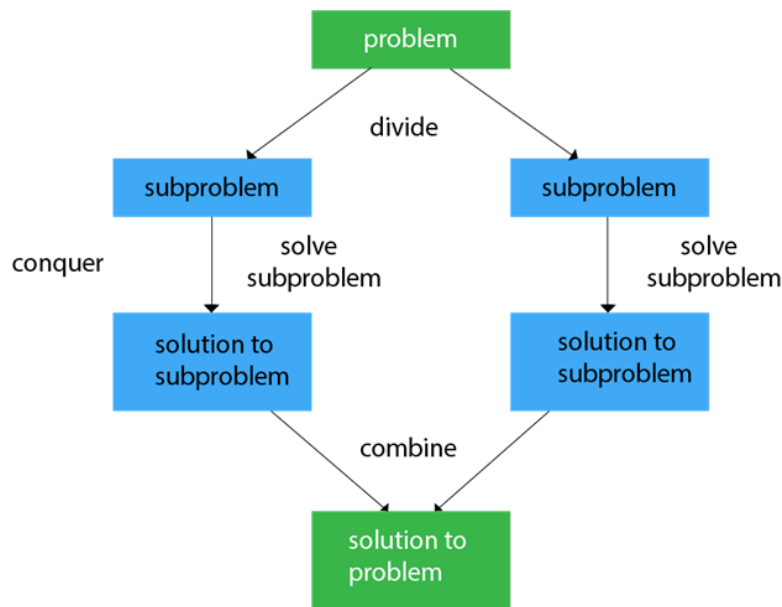 problem
divide
subproblem
subproblem
conquer
solve
subproblem
solve
subproblem
solution to
subproblem
solution to
subproblem
combine
solution to
problem